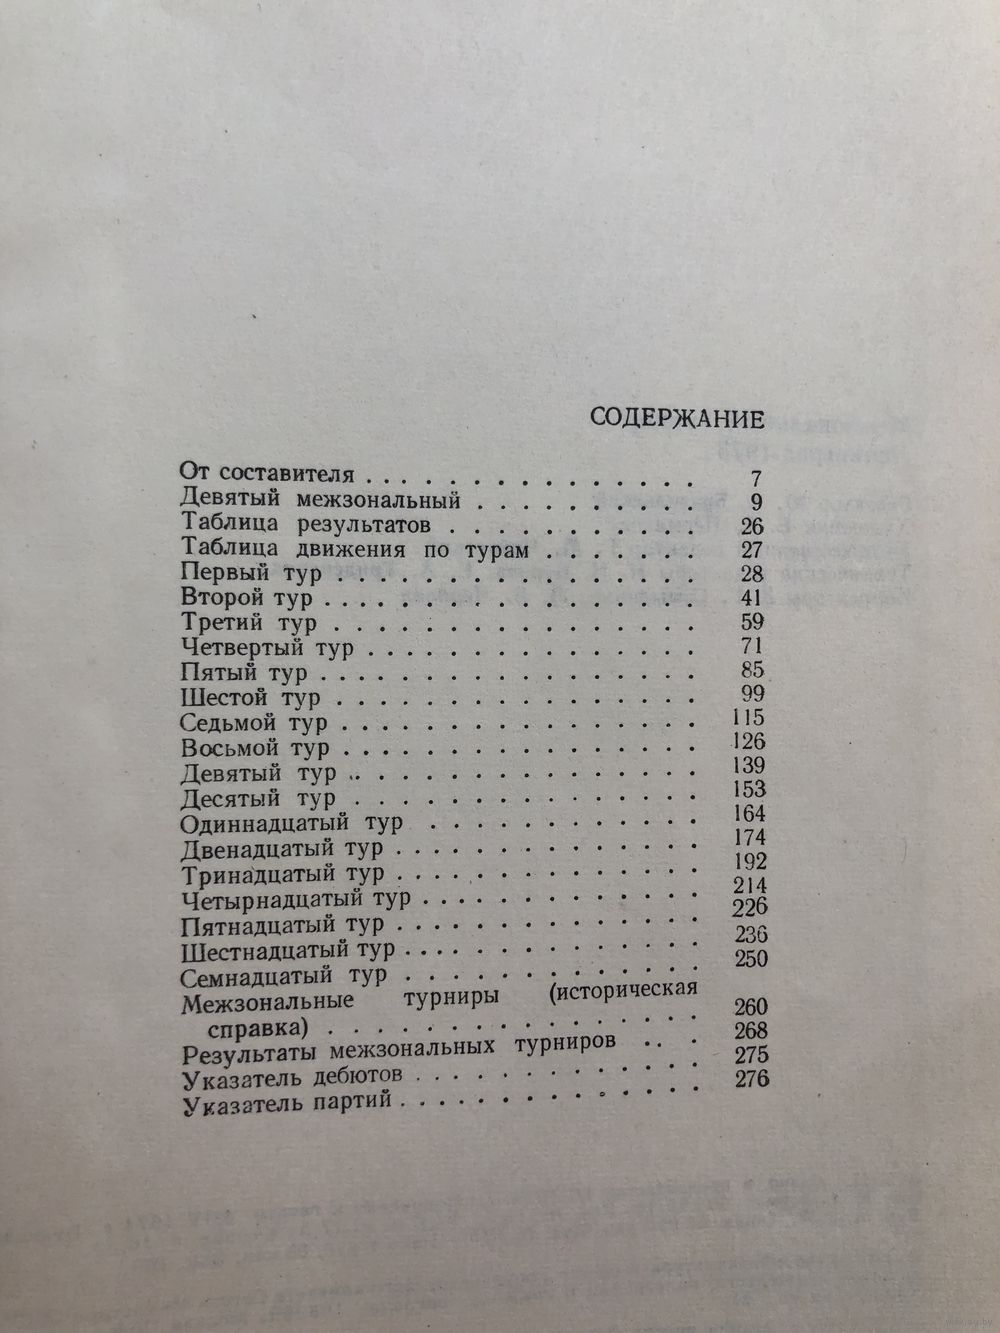 СОДЕРЖАНИЕ
От составителя . . . . . . . . . . . . . . . . 7
Девятый межзональный . . . . . . . . . . . 9
Таблица результатов . . . . . . . . . . . . 26
Таблица движения по турам . . . . . . . . 27
Первый тур . . . . . . . . . . . . . . . . . . 28
Второй тур . . . . . . . . . . . . . . . . . . 41
Третий тур . . . . . . . . . . . . . . . . . . 59
Четвертый тур . . . . . . . . . . . . . . . . 71
Пятый тур . . . . . . . . . . . . . . . . . . 85
Шестой тур . . . . . . . . . . . . . . . . . . 99
Седьмой тур . . . . . . . . . . . . . . . . . 115
Восьмой тур . . . . . . . . . . . . . . . . . 126
Девятый тур . . . . . . . . . . . . . . . . . 139
Десятый тур . . . . . . . . . . . . . . . . . 153
Одиннадцатый тур . . . . . . . . . . . . . 164
Двенадцатый тур . . . . . . . . . . . . . . 174
Тринадцатый тур . . . . . . . . . . . . . . 192
Четырнадцатый тур . . . . . . . . . . . . . 214
Пятнадцатый тур . . . . . . . . . . . . . . 226
Шестнадцатый тур . . . . . . . . . . . . . 236
Семнадцатый тур . . . . . . . . . . . . . . 250
Межзональные турниры (историческая
справка) . . . . . . . . . . . . . . . . . . 260
Результаты межзональных турниров . . . 268
Указатель дебютов . . . . . . . . . . . . . 275
Указатель партий . . . . . . . . . . . . . . 276